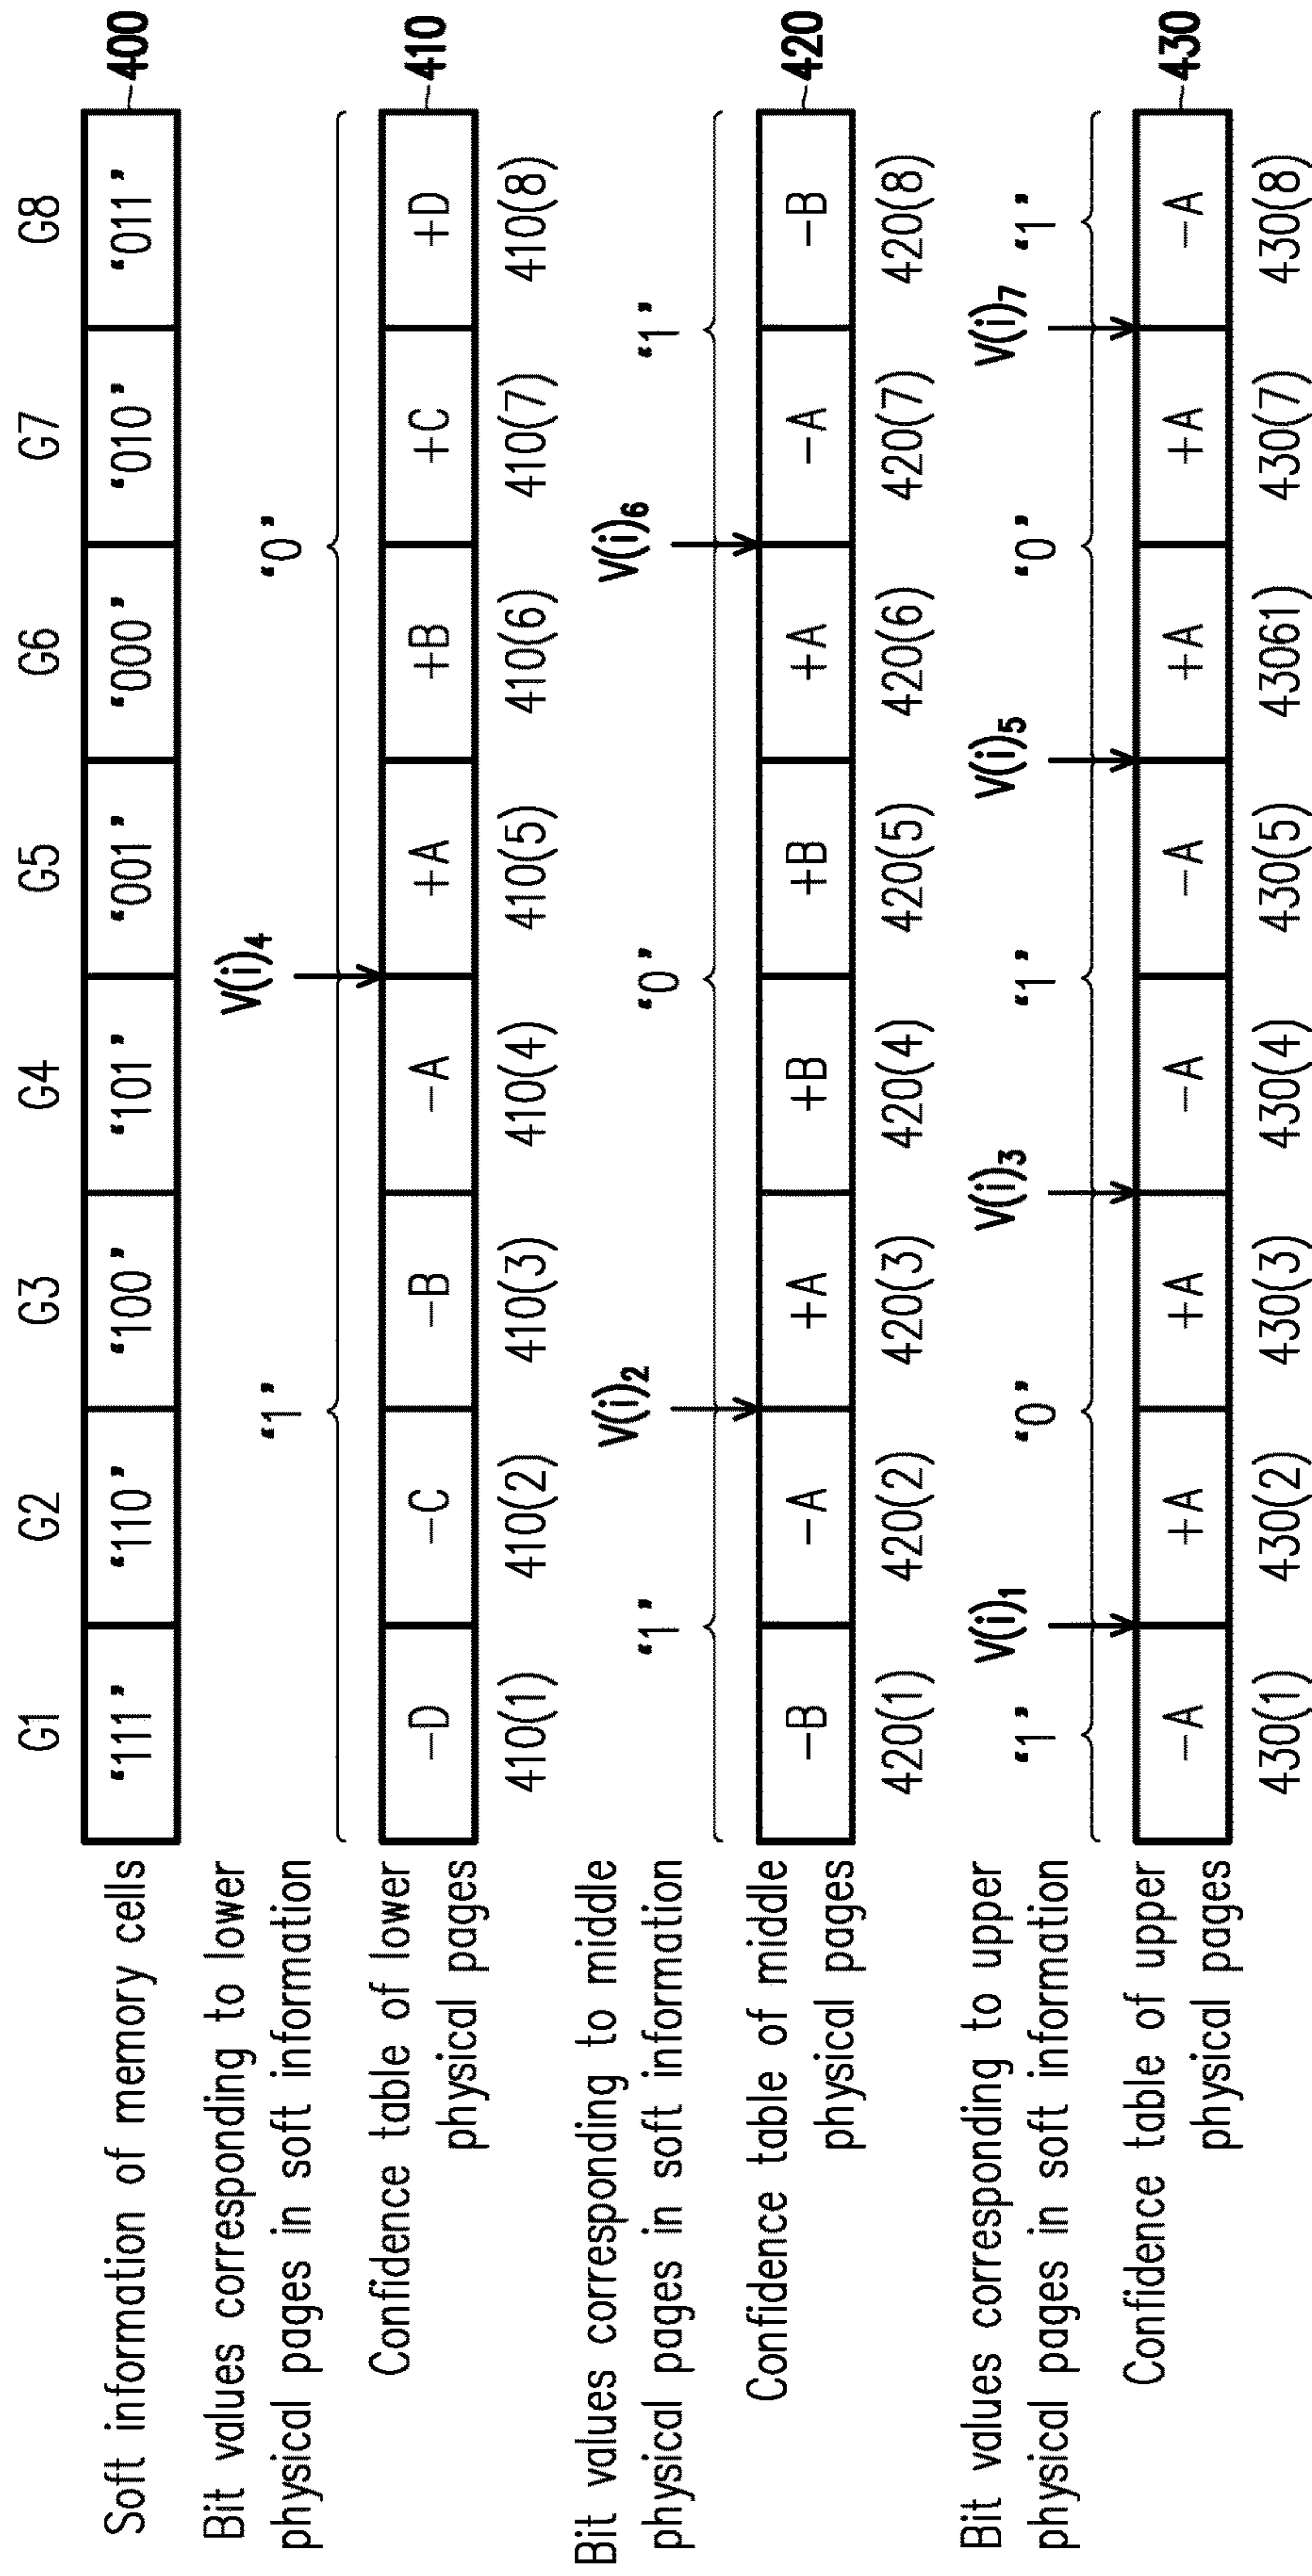 G1 G2 G3 G4 G5 G6 G7 G8
Soft information of memory cells “111” “110” “100” “101” “001” “000” “010” “011” 400
Bit values corresponding to lower
physical pages in soft information
V(i)4
“1” “0”
Confidence table of lower
physical pages
−D −C −B −A +A +B +C +D 410
410(1) 410(2) 410(3) 410(4) 410(5) 410(6) 410(7) 410(8)
Bit values corresponding to middle
physical pages in soft information
V(i)2 V(i)6
“1” “0” “1”
Confidence table of middle
physical pages
−B −A +A +B +B +A −A −B 420
420(1) 420(2) 420(3) 420(4) 420(5) 420(6) 420(7) 420(8)
Bit values corresponding to upper
physical pages in soft information
V(i)1 V(i)3 V(i)5 V(i)7
“1” “0” “1” “0” “1”
Confidence table of upper
physical pages
−A +A +A −A −A +A +A −A 430
430(1) 430(2) 430(3) 430(4) 430(5) 43061) 430(7) 430(8)